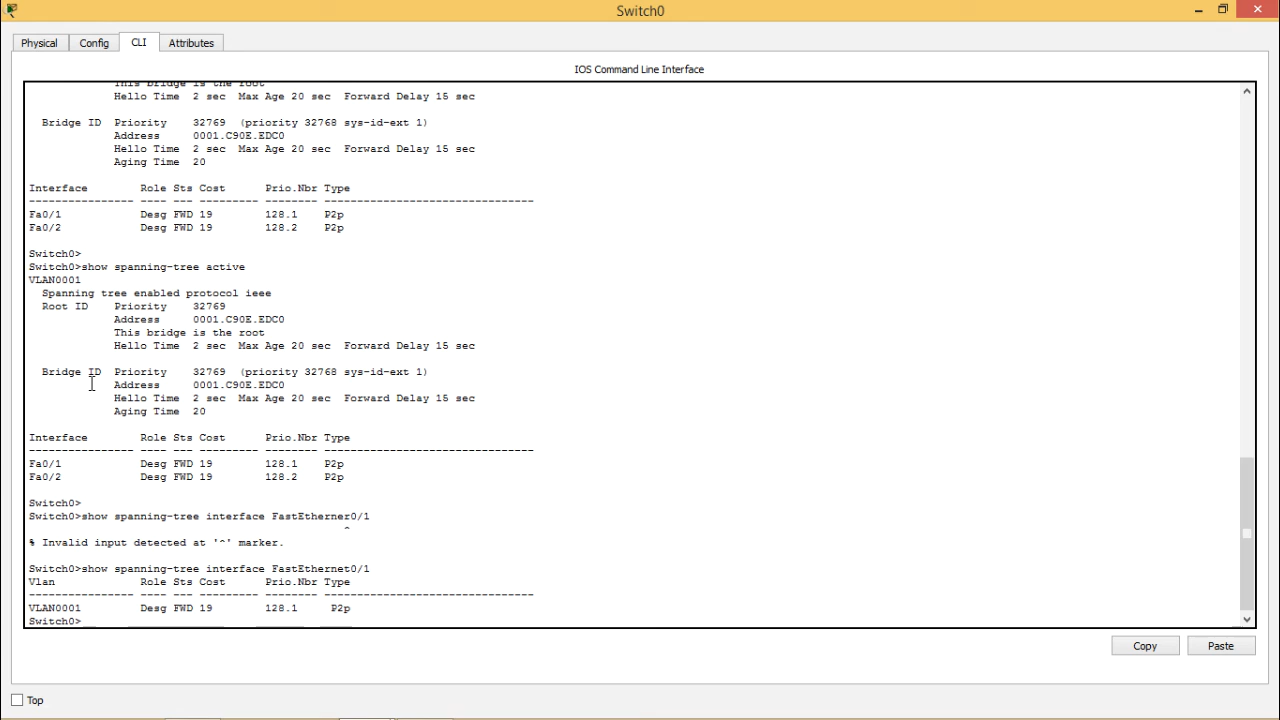 Switch0
Physical Config CLI Attributes
IOS Command Line Interface
This bridge is the root
Hello Time 2 sec Max Age 20 sec Forward Delay 15 sec
Bridge ID Priority 32769 (priority 32768 sys-id-ext 1)
Address 0001.C90E.EDC0
Hello Time 2 sec Max Age 20 sec Forward Delay 15 sec
Aging Time 20
Interface Role Sts Cost Prio.Nbr Type
---------------- ---- --- --------- -------- --------------------------------
Fa0/1 Desg FWD 19 128.1 P2p
Fa0/2 Desg FWD 19 128.2 P2p
Switch0>
Switch0>show spanning-tree active
VLAN0001
Spanning tree enabled protocol ieee
Root ID Priority 32769
Address 0001.C90E.EDC0
This bridge is the root
Hello Time 2 sec Max Age 20 sec Forward Delay 15 sec
Bridge ID Priority 32769 (priority 32768 sys-id-ext 1)
Address 0001.C90E.EDC0
Hello Time 2 sec Max Age 20 sec Forward Delay 15 sec
Aging Time 20
Interface Role Sts Cost Prio.Nbr Type
---------------- ---- --- --------- -------- --------------------------------
Fa0/1 Desg FWD 19 128.1 P2p
Fa0/2 Desg FWD 19 128.2 P2p
Switch0>
Switch0>show spanning-tree interface FastEtherner0/1
^
% Invalid input detected at '^' marker.
Switch0>show spanning-tree interface FastEthernet0/1
Vlan Role Sts Cost Prio.Nbr Type
---------------- ---- --- --------- -------- --------------------------------
VLAN0001 Desg FWD 19 128.1 P2p
Switch0>
Copy Paste
Top